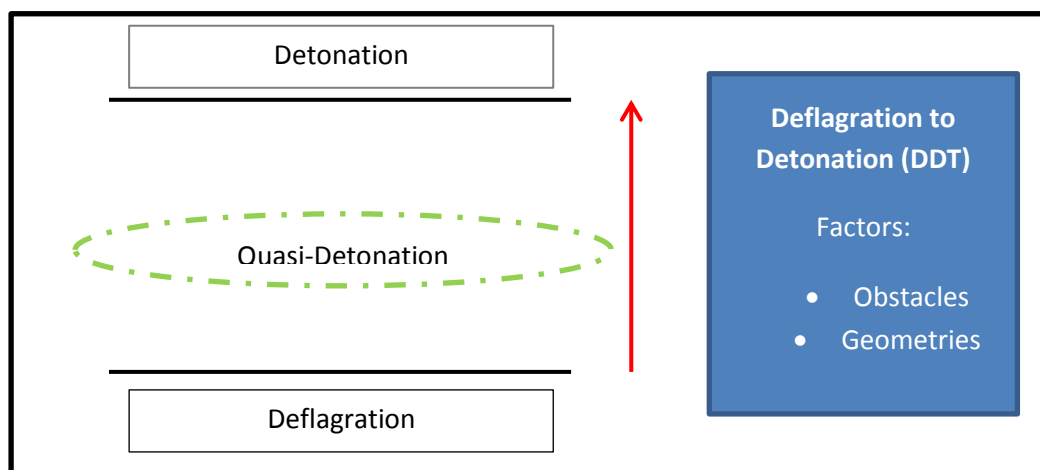 Detonation
Quasi-Detonation
Deflagration
Deflagration to
Detonation (DDT)
Factors:
• Obstacles
• Geometries